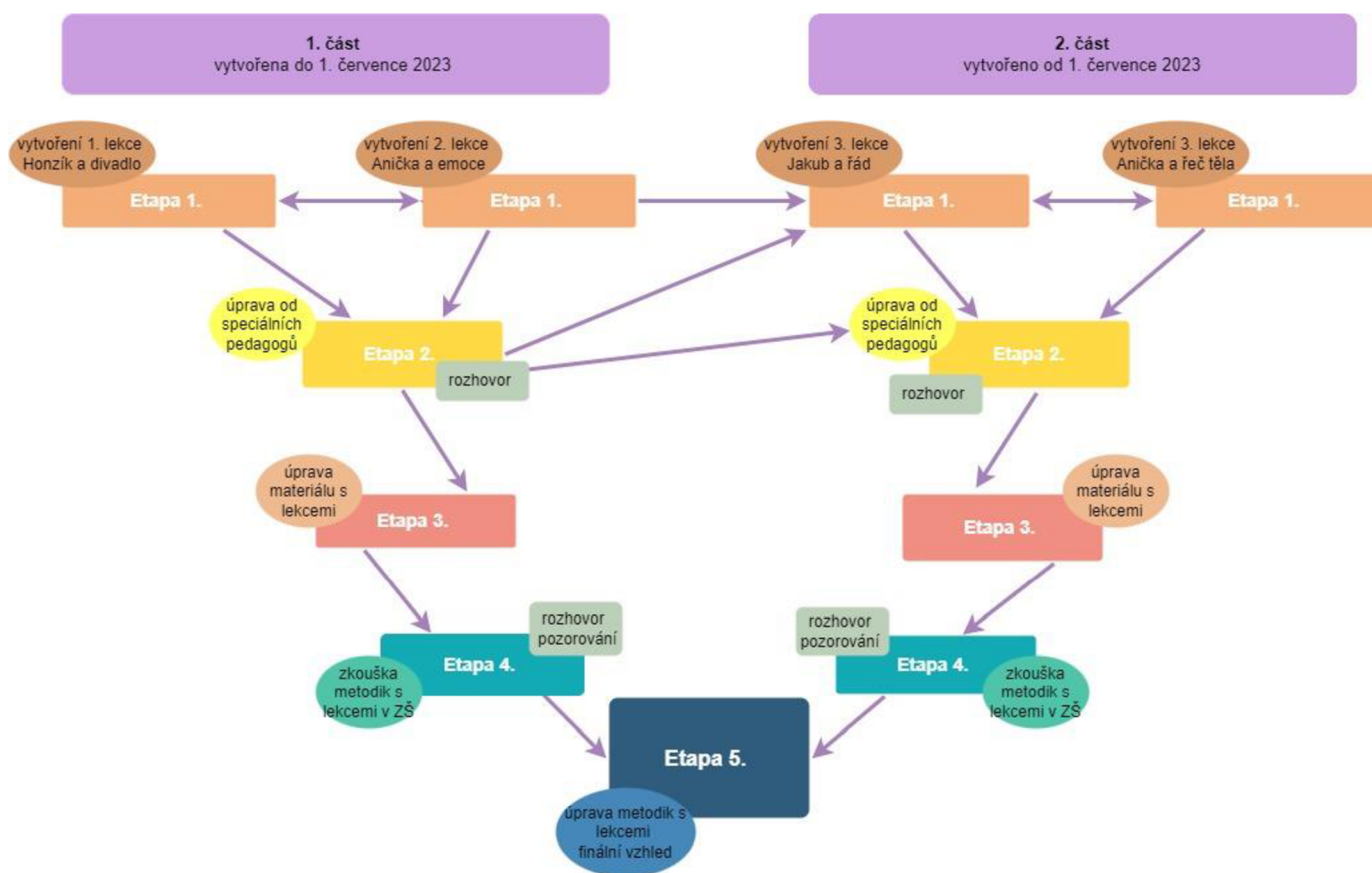 1. část
vytvořena do 1. července 2023
2. část
vytvořeno od 1. července 2023
vytvoření 1. lekce
Honzík a divadlo
Etapa 1.
vytvoření 2. lekce
Anička a emoce
Etapa 1.
vytvoření 3. lekce
Jakub a řád
Etapa 1.
vytvoření 3. lekce
Anička a řeč těla
Etapa 1.
úprava od
speciálních
pedagogů
Etapa 2.
rozhovor
úprava od
speciálních
pedagogů
Etapa 2.
rozhovor
úprava
materiálu s
lekcemi
Etapa 3.
úprava
materiálu s
lekcemi
Etapa 3.
rozhovor
pozorování
Etapa 4.
zkouška
metodik s
lekcemi v ZŠ
rozhovor
pozorování
Etapa 4.
zkouška
metodik s
lekcemi v ZŠ
Etapa 5.
úprava metodik s
lekcemi
finální vzhled